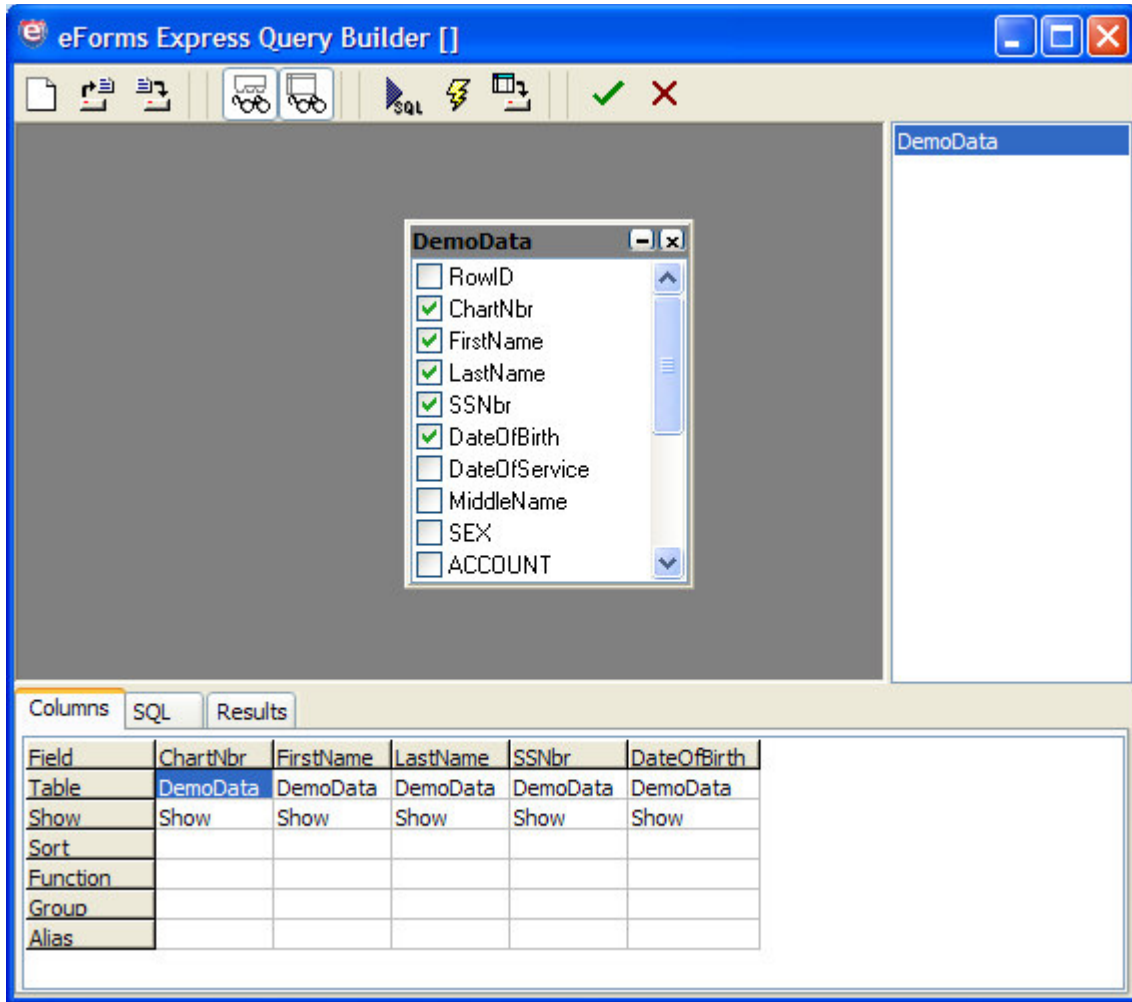 eForms Express Query Builder []
SQL
DemoData
DemoData
RowID
ChartNbr
FirstName
LastName
SSNbr
DateOfBirth
DateOfService
MiddleName
SEX
ACCOUNT
Columns SQL Results
Field ChartNbr FirstName LastName SSNbr DateOfBirth
Table DemoData DemoData DemoData DemoData DemoData
Show Show Show Show Show Show
Sort
Function
Group
Alias